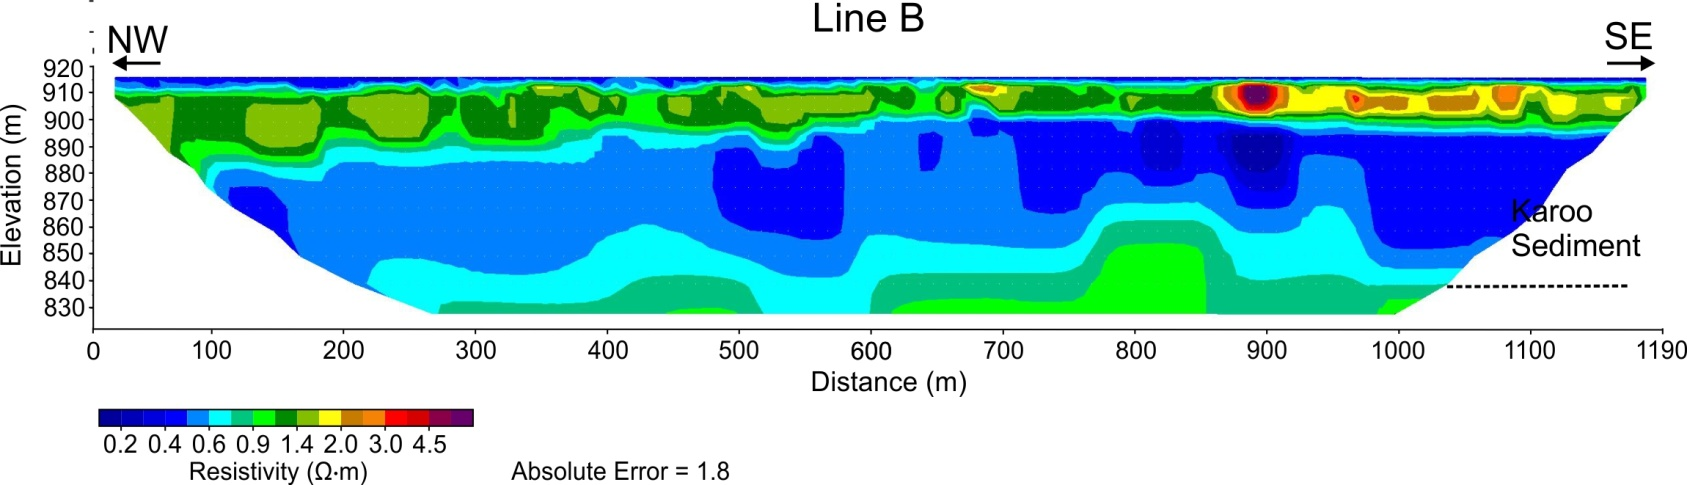 Line B
NW
SE
920
910
900
890
880
870
860
850
840
830
Elevation (m)
Karoo
Sediment
0 100 200 300 400 500 600 700 800 900 1000 1100 1190
Distance (m)
0.2 0.4 0.6 0.9 1.4 2.0 3.0 4.5
Resistivity (Ω·m)
Absolute Error = 1.8